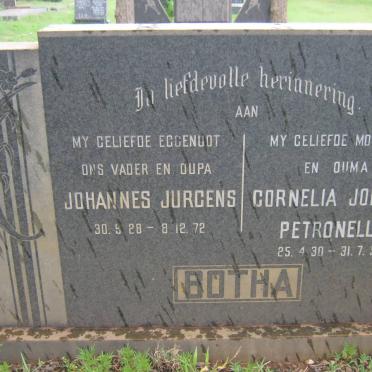 In liefdevolle herinnering
AAN
MY GELIEFDE EGGENOOT
ONS VADER EN OUPA
JOHANNES JURGENS
30.5.28 - 8.12.72
MY GELIEFDE MO
EN OUMA
CORNELIA JO
PETRONELL
25.4.30 - 31.7.
BOTHA